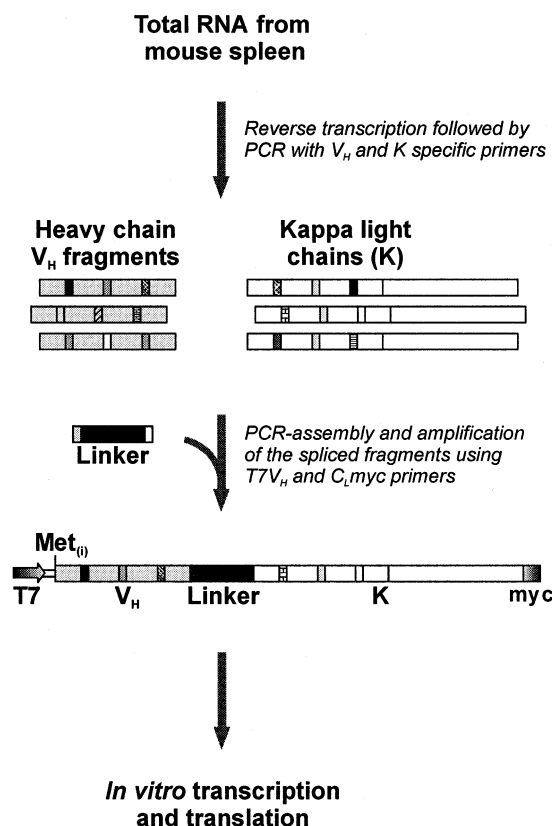 Total RNA from
mouse spleen
Reverse transcription followed by
PCR with VH and K specific primers
Heavy chain
VH fragments
Kappa light
chains (K)
Linker
PCR-assembly and amplification
of the spliced fragments using
T7VH and CLmyc primers
Met(i)
T7 VH Linker K myc
In vitro transcription
and translation